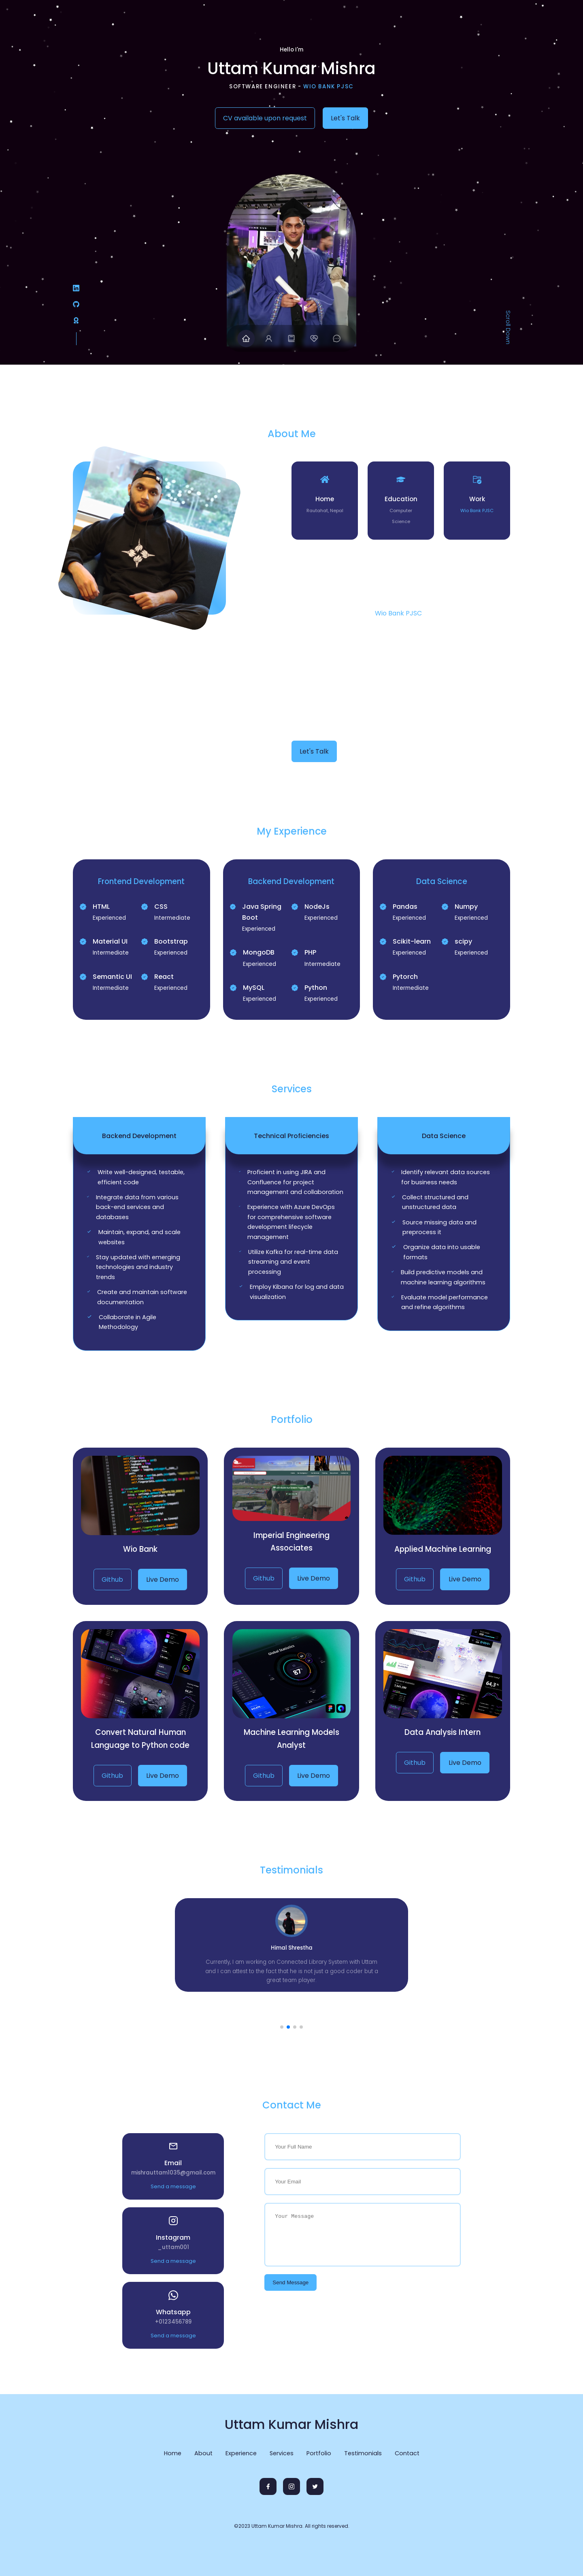 Hello I'm
Uttam Kumar Mishra
SOFTWARE ENGINEER - WIO BANK PJSC
CV available upon request
Let's Talk
Scroll Down
About Me
Home
Rautahat, Nepal
Education
Computer
Science
Work
Wio Bank PJSC
Wio Bank PJSC
Let's Talk
My Experience
Frontend Development
HTML
Experienced
CSS
Intermediate
Material UI
Intermediate
Bootstrap
Experienced
Semantic UI
Intermediate
React
Experienced
Backend Development
Java Spring
Boot
Experienced
NodeJs
Experienced
MongoDB
Experienced
PHP
Intermediate
MySQL
Experienced
Python
Experienced
Data Science
Pandas
Experienced
Numpy
Experienced
Scikit-learn
Experienced
scipy
Experienced
Pytorch
Intermediate
Services
Backend Development
Write well-designed, testable,
efficient code
Integrate data from various
back-end services and
databases
Maintain, expand, and scale
websites
Stay updated with emerging
technologies and industry
trends
Create and maintain software
documentation
Collaborate in Agile
Methodology
Technical Proficiencies
Proficient in using JIRA and
Confluence for project
management and collaboration
Experience with Azure DevOps
for comprehensive software
development lifecycle
management
Utilize Kafka for real-time data
streaming and event
processing
Employ Kibana for log and data
visualization
Data Science
Identify relevant data sources
for business needs
Collect structured and
unstructured data
Source missing data and
preprocess it
Organize data into usable
formats
Build predictive models and
machine learning algorithms
Evaluate model performance
and refine algorithms
Portfolio
Wio Bank
Github
Live Demo
Imperial Engineering
Associates
Github
Live Demo
Applied Machine Learning
Github
Live Demo
Convert Natural Human
Language to Python code
Github
Live Demo
Machine Learning Models
Analyst
Github
Live Demo
Data Analysis Intern
Github
Live Demo
Testimonials
Himal Shrestha
Currently, I am working on Connected Library System with Uttam
and I can attest to the fact that he is not just a good coder but a
great team player.
Contact Me
Email
mishrauttam1035@gmail.com
Send a message
Instagram
_uttam001
Send a message
Whatsapp
+0123456789
Send a message
Your Full Name
Your Email
Your Message
Send Message
Uttam Kumar Mishra
Home
About
Experience
Services
Portfolio
Testimonials
Contact
©2023 Uttam Kumar Mishra. All rights reserved.